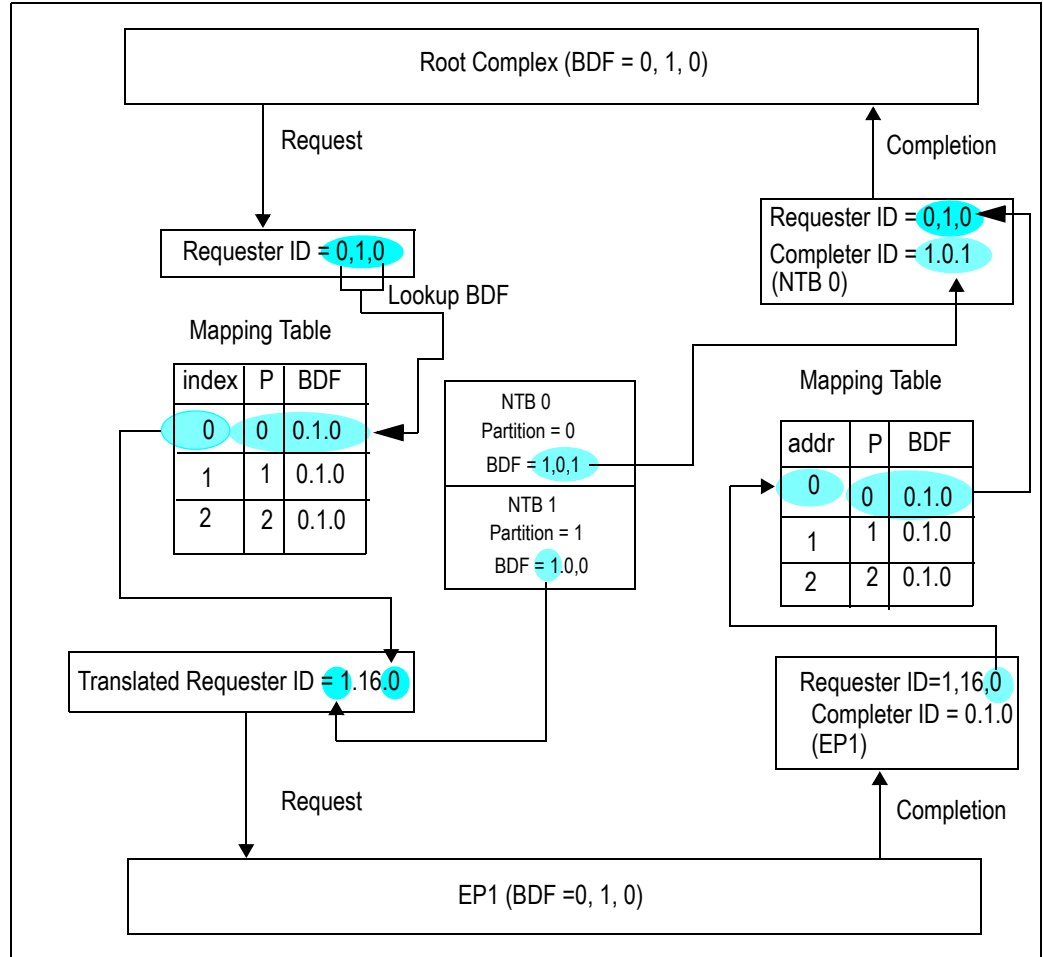 Root Complex (BDF = 0, 1, 0)
Request
Completion
Requester ID = 0,1,0
Lookup BDF
Requester ID = 0,1,0
Completer ID = 1.0.1
(NTB 0)
Mapping Table
index P BDF
0 0 0.1.0
1 1 0.1.0
2 2 0.1.0
NTB 0
Partition = 0
BDF = 1,0,1
NTB 1
Partition = 1
BDF = 1.0,0
Mapping Table
addr P BDF
0 0 0.1.0
1 1 0.1.0
2 2 0.1.0
Translated Requester ID = 1.16.0
Requester ID=1,16,0
Completer ID = 0.1.0
(EP1)
Request
Completion
EP1 (BDF =0, 1, 0)